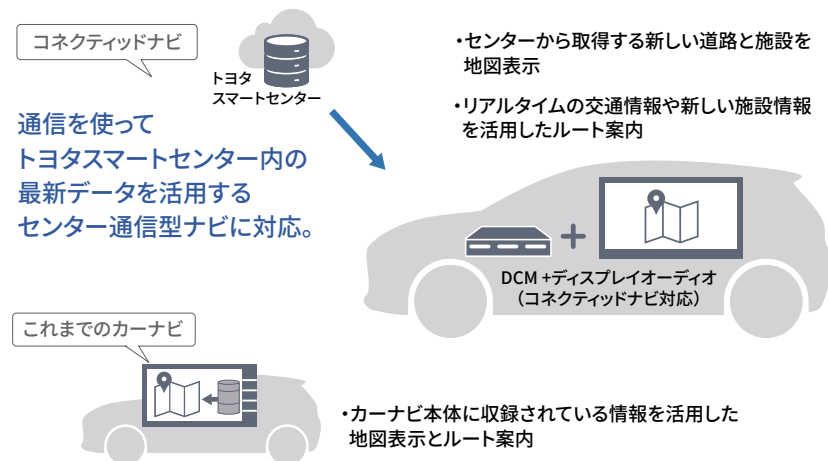 コネクティッドナビ
トヨタ
スマートセンター
通信を使って
トヨタスマートセンター内の
最新データを活用する
センター通信型ナビに対応。
・センターから取得する新しい道路と施設を
地図表示
・リアルタイムの交通情報や新しい施設情報
を活用したルート案内
DCM +ディスプレイオーディオ
（コネクティッドナビ対応）
これまでのカーナビ
・カーナビ本体に収録されている情報を活用した
地図表示とルート案内